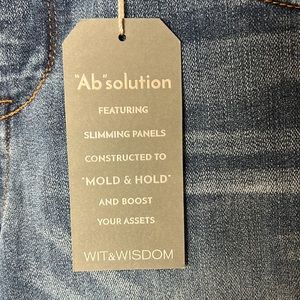 "Ab"solution
FEATURING
SLIMMING PANELS
CONSTRUCTED TO
"MOLD & HOLD"
AND BOOST
YOUR ASSETS
WIT&WISDOM